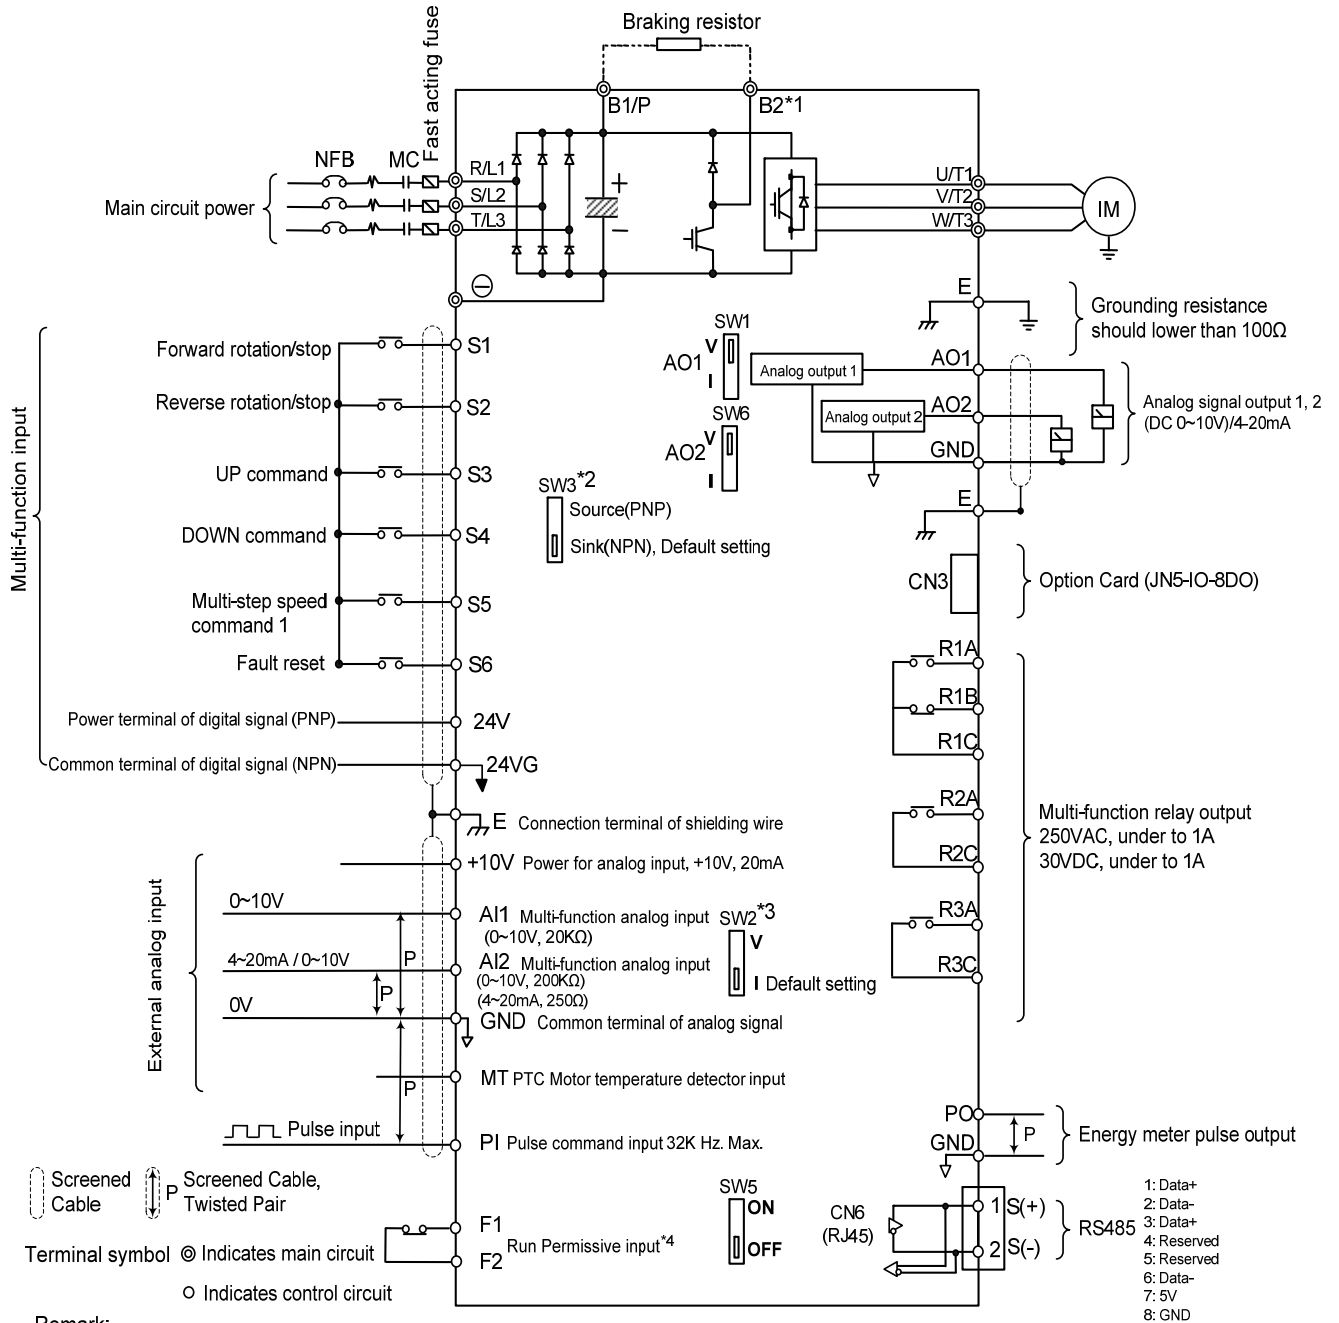 Braking resistor
Fast acting fuse
B1/P
B2*1
NFB
MC
R/L1
S/L2
T/L3
Main circuit power
U/T1
V/T2
W/T3
IM
E
Grounding resistance
should lower than 100Ω
Multi-function input
Forward rotation/stop
S1
Reverse rotation/stop
S2
UP command
S3
DOWN command
S4
Multi-step speed
command 1
S5
Fault reset
S6
Power terminal of digital signal (PNP)
24V
Common terminal of digital signal (NPN)
24VG
E Connection terminal of shielding wire
SW1
V
AO1
I
SW6
V
AO2
I
Analog output 1
AO1
Analog output 2
AO2
GND
E
Analog signal output 1, 2
(DC 0~10V)/4-20mA
SW3*2
Source(PNP)
Sink(NPN), Default setting
CN3
Option Card (JN5-IO-8DO)
R1A
R1B
R1C
R2A
R2C
R3A
R3C
Multi-function relay output
250VAC, under to 1A
30VDC, under to 1A
External analog input
+10V Power for analog input, +10V, 20mA
0~10V
AI1 Multi-function analog input
(0~10V, 20KΩ)
P
4~20mA / 0~10V
AI2 Multi-function analog input
(0~10V, 200KΩ)
(4~20mA, 250Ω)
P
0V
GND Common terminal of analog signal
SW2*3
V
I Default setting
MT PTC Motor temperature detector input
P
Pulse input
PI Pulse command input 32K Hz. Max.
PO
GND
P
Energy meter pulse output
Screened
Cable
P
Screened Cable,
Twisted Pair
Terminal symbol
Indicates main circuit
Indicates control circuit
F1
F2
Run Permissive input*4
SW5
ON
OFF
CN6
(RJ45)
1
S(+)
2
S(-)
RS485
1: Data+
2: Data-
3: Data+
4: Reserved
5: Reserved
6: Data-
7: 5V
8: GND